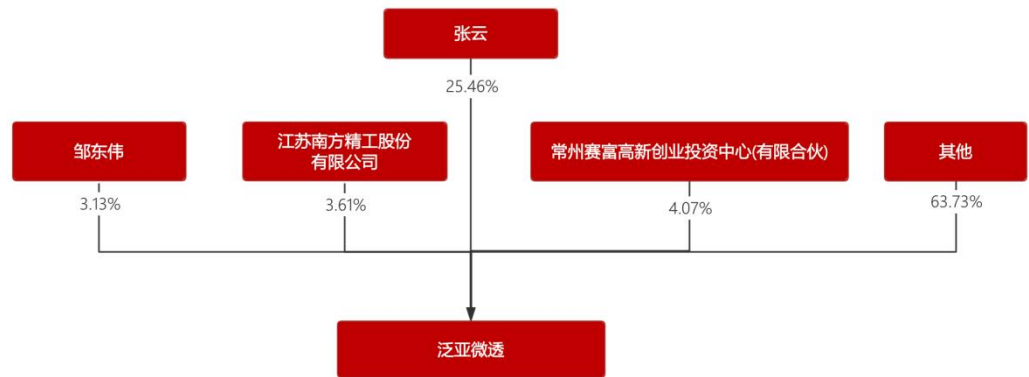 张云
25.46%
邹东伟
江苏南方精工股份
有限公司
常州赛富高新创业投资中心(有限合伙)
其他
3.13%
3.61%
4.07%
63.73%
泛亚微透